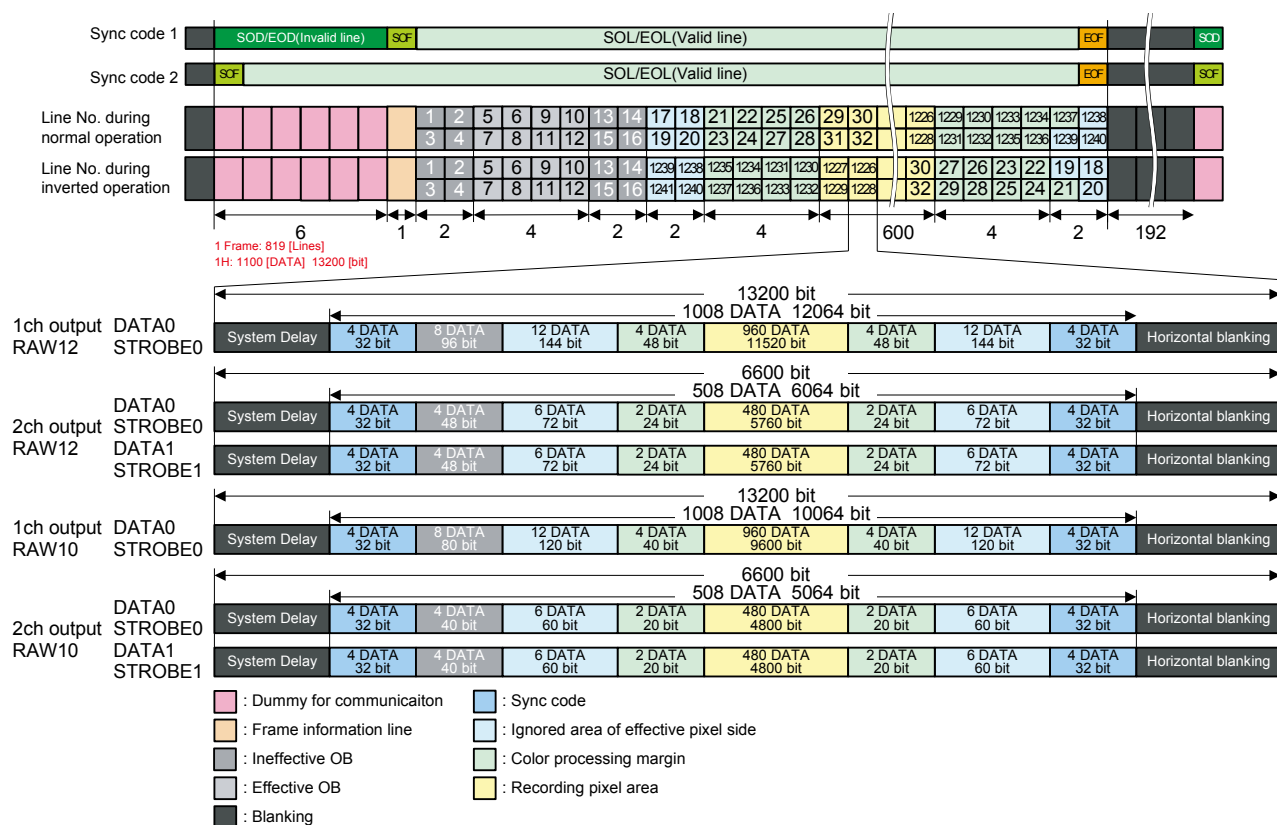 Sync code 1 SOD/EOD(Invalid line) SOF SOL/EOL(Valid line) EOF SOD
Sync code 2 SOF SOL/EOL(Valid line) EOF SOF
Line No. during
normal operation
1 2 5 6 9 10 13 14 17 18 21 22 25 26 29 30 1226 1229 1230 1233 1234 1237 1238
3 4 7 8 11 12 15 16 19 20 23 24 27 28 31 32 1228 1231 1232 1235 1236 1239 1240
Line No. during
inverted operation
1 2 5 6 9 10 13 14 1239 1238 1235 1234 1231 1230 1227 1226 30 27 26 23 22 19 18
3 4 7 8 11 12 15 16 1241 1240 1237 1236 1233 1232 1229 1228 32 29 28 25 24 21 20
6 1 2 4 2 2 4 600 4 2 192
1 Frame: 819 [Lines]
1H: 1100 [DATA] 13200 [bit]
13200 bit
1008 DATA 12064 bit
1ch output DATA0
RAW12 STROBE0
System Delay 4 DATA 8 DATA 12 DATA 4 DATA 960 DATA 4 DATA 12 DATA 4 DATA Horizontal blanking
32 bit 96 bit 144 bit 48 bit 11520 bit 48 bit 144 bit 32 bit
6600 bit
508 DATA 6064 bit
2ch output
RAW12
DATA0
STROBE0
System Delay 4 DATA 4 DATA 6 DATA 2 DATA 480 DATA 2 DATA 6 DATA 4 DATA Horizontal blanking
32 bit 48 bit 72 bit 24 bit 5760 bit 24 bit 72 bit 32 bit
DATA1
STROBE1
System Delay 4 DATA 4 DATA 6 DATA 2 DATA 480 DATA 2 DATA 6 DATA 4 DATA Horizontal blanking
32 bit 48 bit 72 bit 24 bit 5760 bit 24 bit 72 bit 32 bit
13200 bit
1008 DATA 10064 bit
1ch output DATA0
RAW10 STROBE0
System Delay 4 DATA 8 DATA 12 DATA 4 DATA 960 DATA 4 DATA 12 DATA 4 DATA Horizontal blanking
32 bit 80 bit 120 bit 40 bit 9600 bit 40 bit 120 bit 32 bit
6600 bit
508 DATA 5064 bit
2ch output
RAW10
DATA0
STROBE0
System Delay 4 DATA 4 DATA 6 DATA 2 DATA 480 DATA 2 DATA 6 DATA 4 DATA Horizontal blanking
32 bit 40 bit 60 bit 20 bit 4800 bit 20 bit 60 bit 32 bit
DATA1
STROBE1
System Delay 4 DATA 4 DATA 6 DATA 2 DATA 480 DATA 2 DATA 6 DATA 4 DATA Horizontal blanking
32 bit 40 bit 60 bit 20 bit 4800 bit 20 bit 60 bit 32 bit
: Dummy for communicaiton
: Frame information line
: Ineffective OB
: Effective OB
: Blanking
: Sync code
: Ignored area of effective pixel side
: Color processing margin
: Recording pixel area